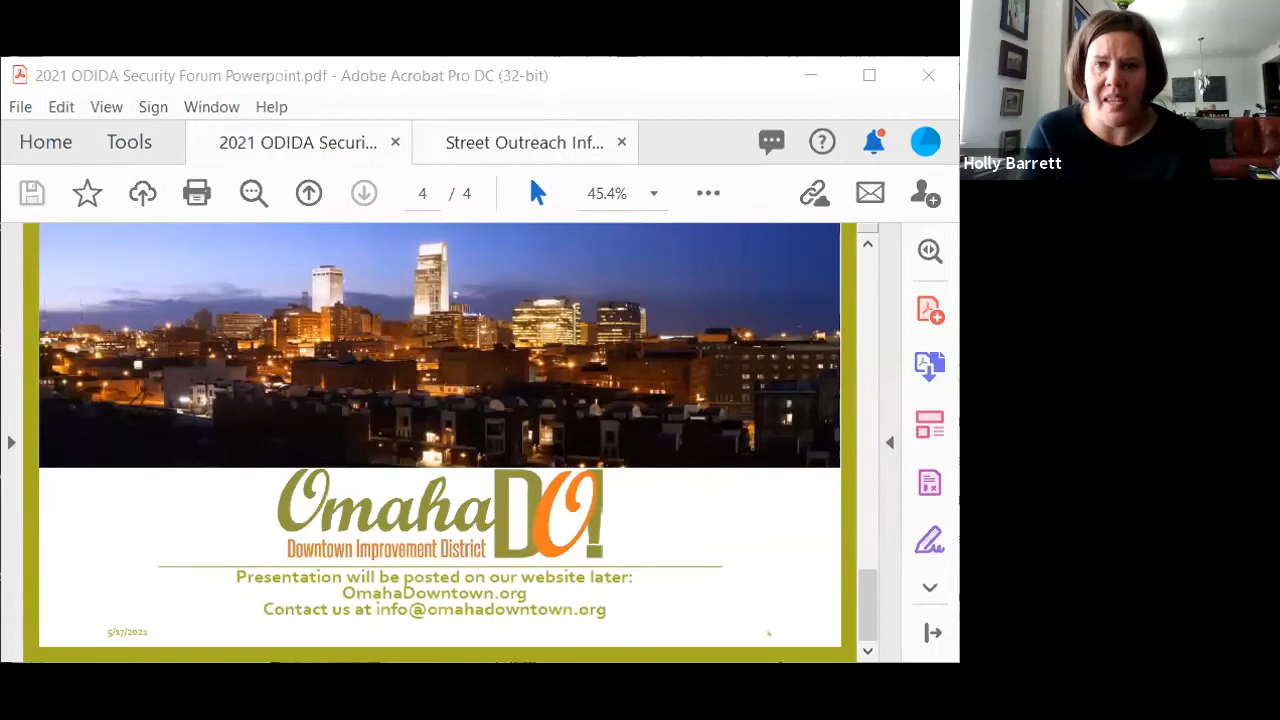 2021 ODIDA Security Forum Powerpoint.pdf - Adobe Acrobat Pro DC (32-bit)
File Edit View Sign Window Help
Home Tools 2021 ODIDA Securi... × Street Outreach Inf... ×
4 / 4 45.4%
Holly Barrett
OmahaDO!
Downtown Improvement District
Presentation will be posted on our website later:
OmahaDowntown.org
Contact us at info@omahadowntown.org
5/17/2021 4